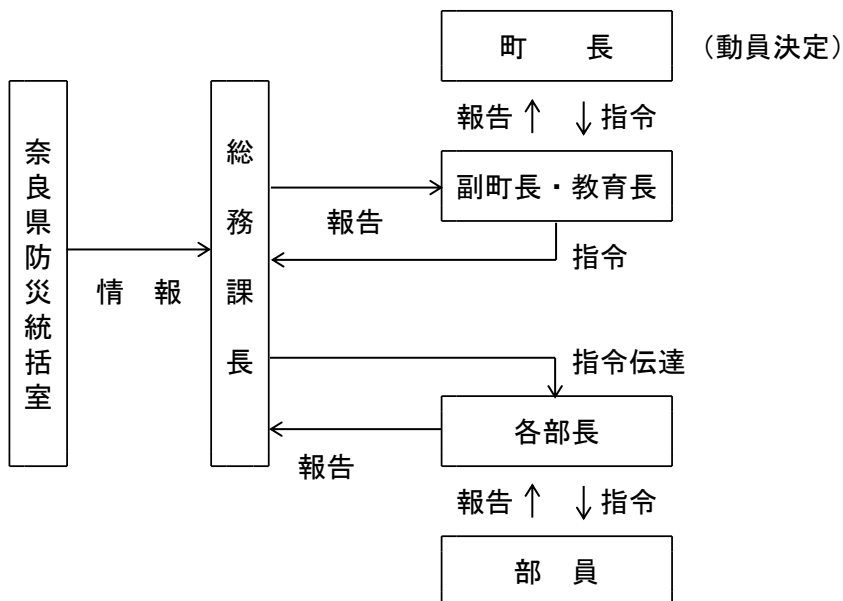 町　　長　（動員決定）
報告　指令
奈良県防災統括室
総務課長
副町長・教育長
報告
指令
情　報
指令伝達
各部長
報告
報告　指令
部　員